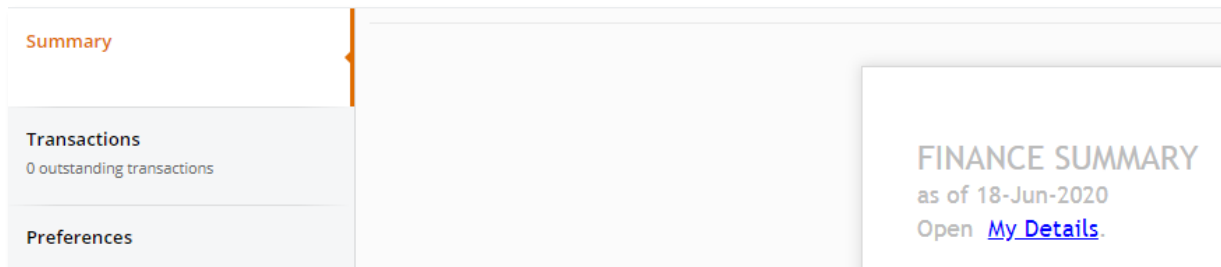 Summary
Transactions
0 outstanding transactions
Preferences
FINANCE SUMMARY
as of 18-Jun-2020
Open My Details.